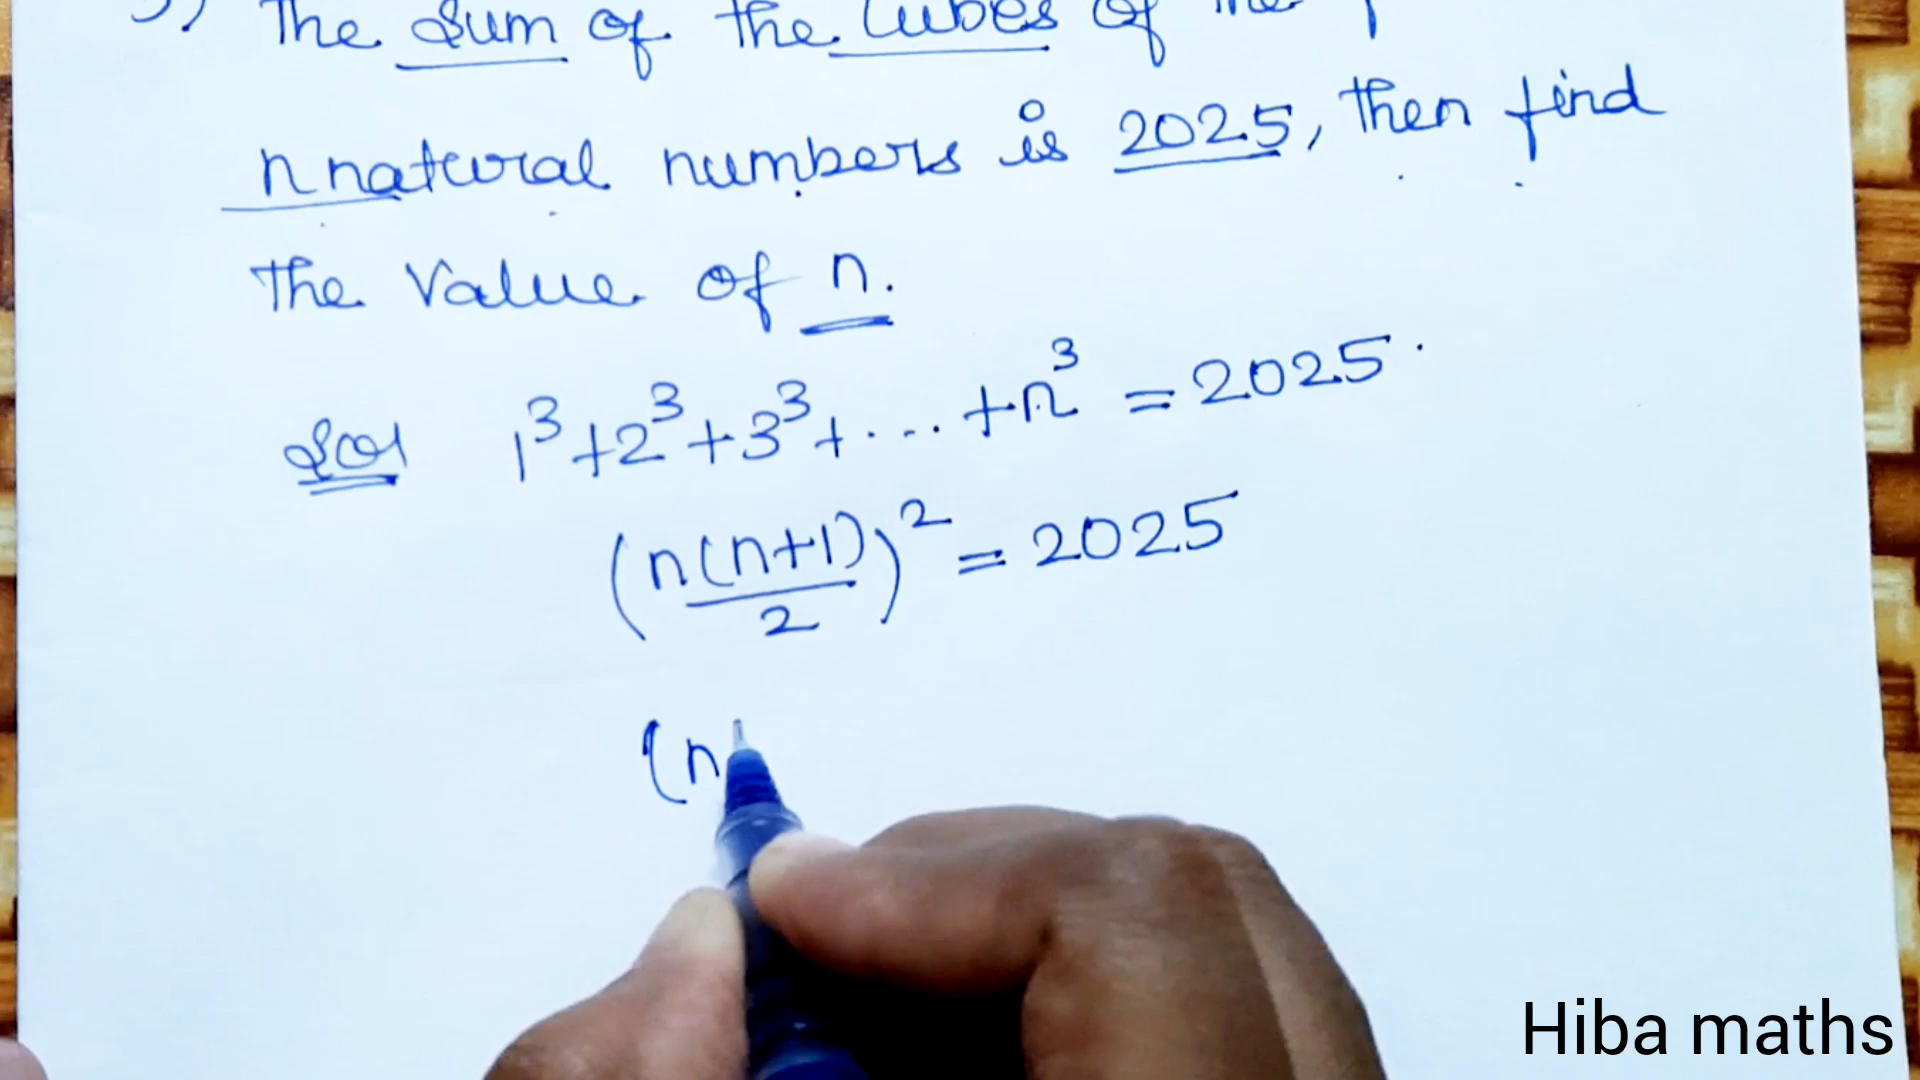 The Sum of the Cubes of the
n natural numbers is 2025, then find
the Value of n.
Sol 1³+2³+3³+...+n³ = 2025.
(n(n+1)/2)² = 2025
(n
Hiba maths